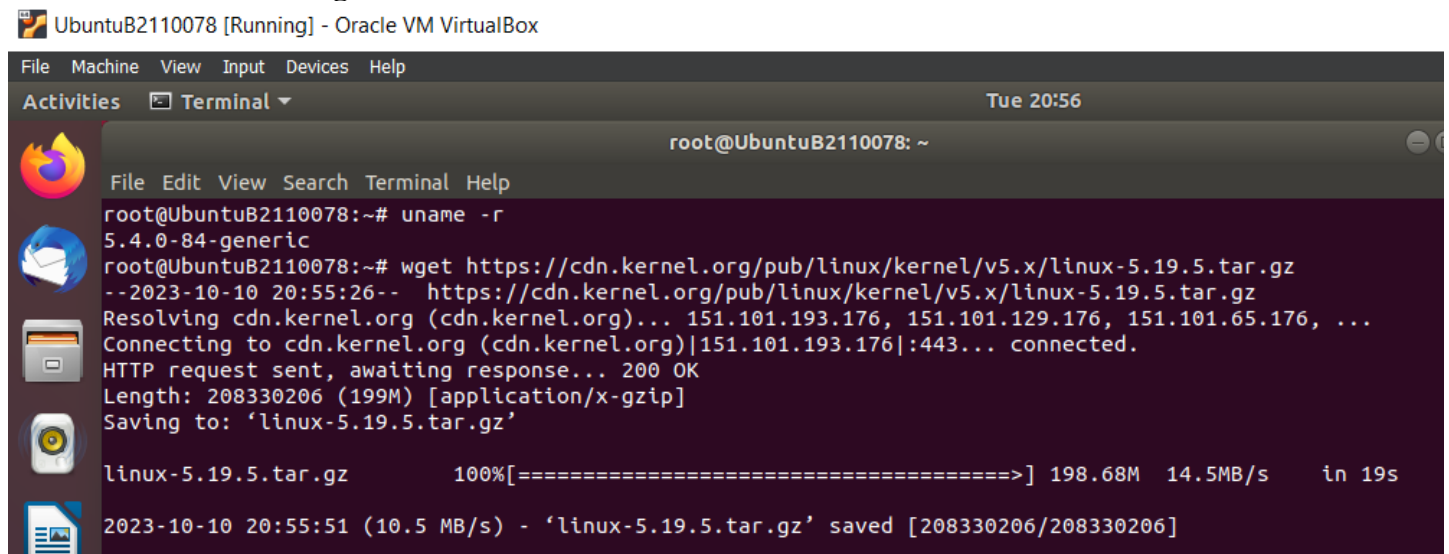 UbuntuB2110078 [Running] - Oracle VM VirtualBox
File Machine View Input Devices Help
Activities Terminal Tue 20:56
root@UbuntuB2110078: ~
File Edit View Search Terminal Help
root@UbuntuB2110078:~# uname -r
5.4.0-84-generic
root@UbuntuB2110078:~# wget https://cdn.kernel.org/pub/linux/kernel/v5.x/linux-5.19.5.tar.gz
--2023-10-10 20:55:26--  https://cdn.kernel.org/pub/linux/kernel/v5.x/linux-5.19.5.tar.gz
Resolving cdn.kernel.org (cdn.kernel.org)... 151.101.193.176, 151.101.129.176, 151.101.65.176, ...
Connecting to cdn.kernel.org (cdn.kernel.org)|151.101.193.176|:443... connected.
HTTP request sent, awaiting response... 200 OK
Length: 208330206 (199M) [application/x-gzip]
Saving to: ‘linux-5.19.5.tar.gz’
linux-5.19.5.tar.gz 100%[======================================>] 198.68M 14.5MB/s in 19s
2023-10-10 20:55:51 (10.5 MB/s) - ‘linux-5.19.5.tar.gz’ saved [208330206/208330206]